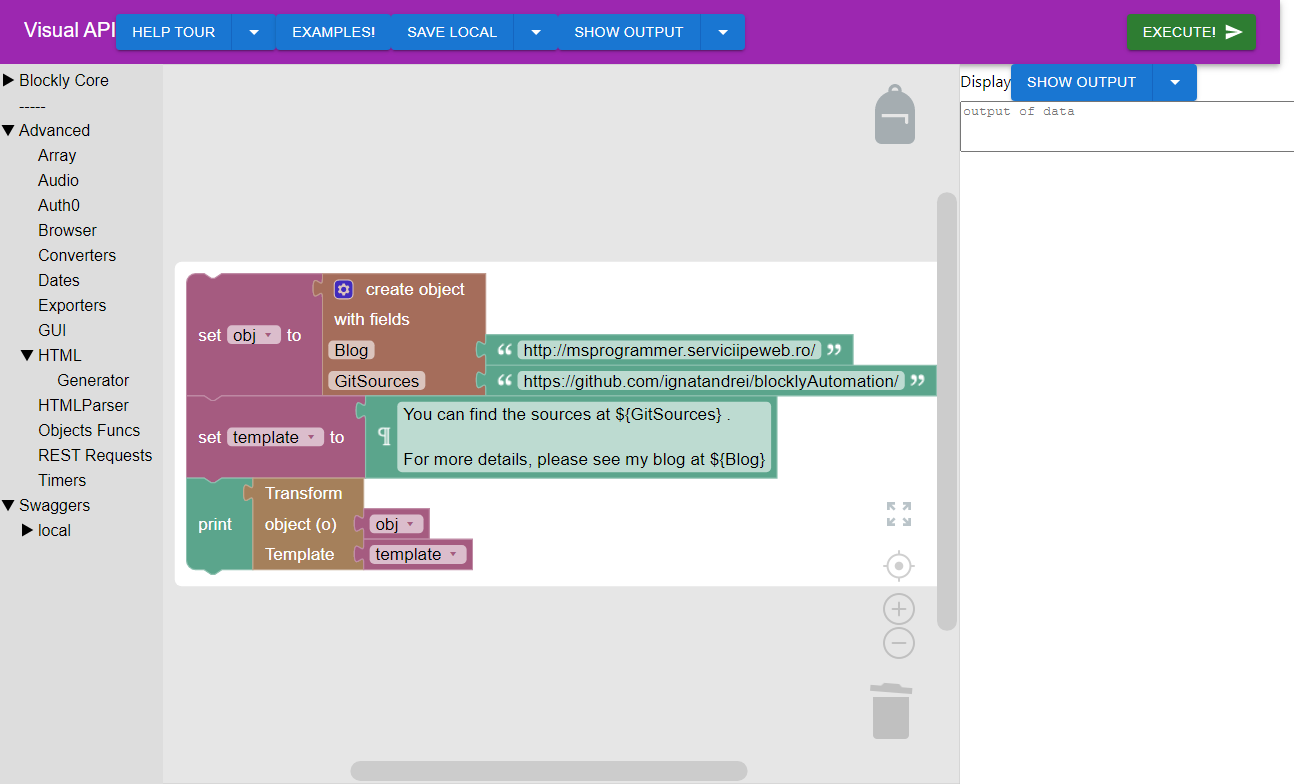 Visual API
HELP TOUR
EXAMPLES!
SAVE LOCAL
SHOW OUTPUT
EXECUTE!
Blockly Core
-----
Advanced
Array
Audio
Auth0
Browser
Converters
Dates
Exporters
GUI
HTML
Generator
HTMLParser
Objects Funcs
REST Requests
Timers
Swaggers
local
set obj to
create object
with fields
Blog
“ http://msprogrammer.serviciipeweb.ro/ ”
GitSources
“ https://github.com/ignatandrei/blocklyAutomation/ ”
set template to
¶
You can find the sources at ${GitSources} .
For more details, please see my blog at ${Blog}
print
Transform
object (o)
obj
Template
template
Display
SHOW OUTPUT
output of data